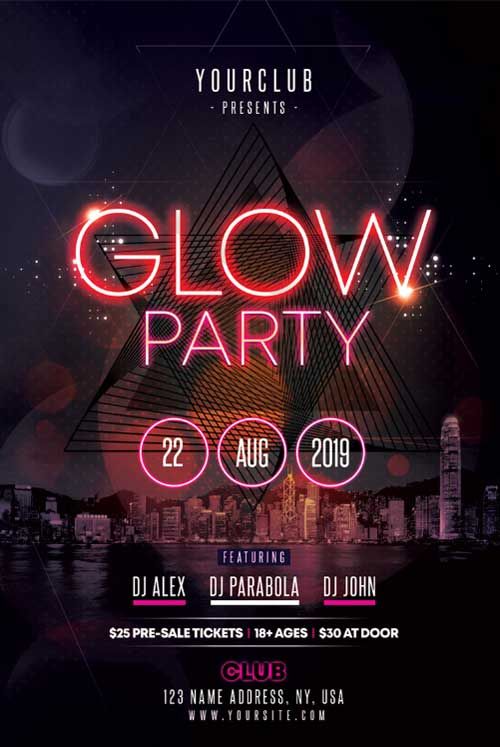 YOURCLUB
- PRESENTS -
GLOW
PARTY
22 AUG 2019
FEATURING
DJ ALEX DJ PARABOLA DJ JOHN
$25 PRE-SALE TICKETS | 18+ AGES | $30 AT DOOR
CLUB
123 NAME ADDRESS, NY, USA
WWW.YOURSITE.COM